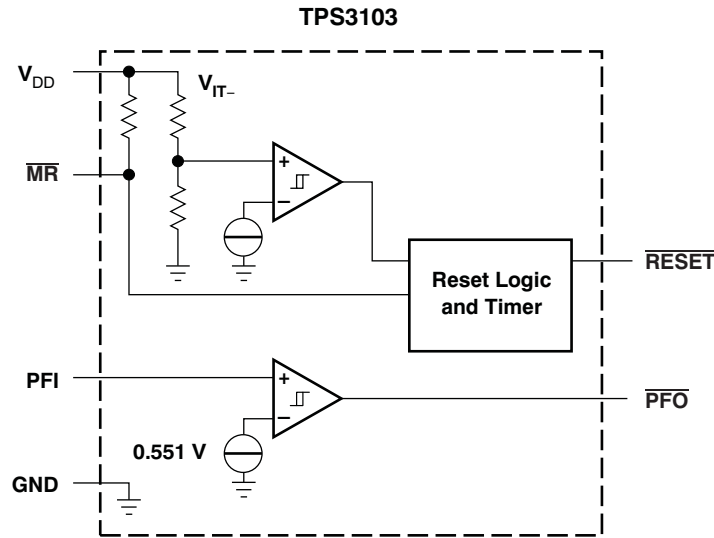 TPS3103
VDD
VIT–
MR
+
–
RESET
Reset Logic
and Timer
PFI
+
–
PFO
0.551 V
GND